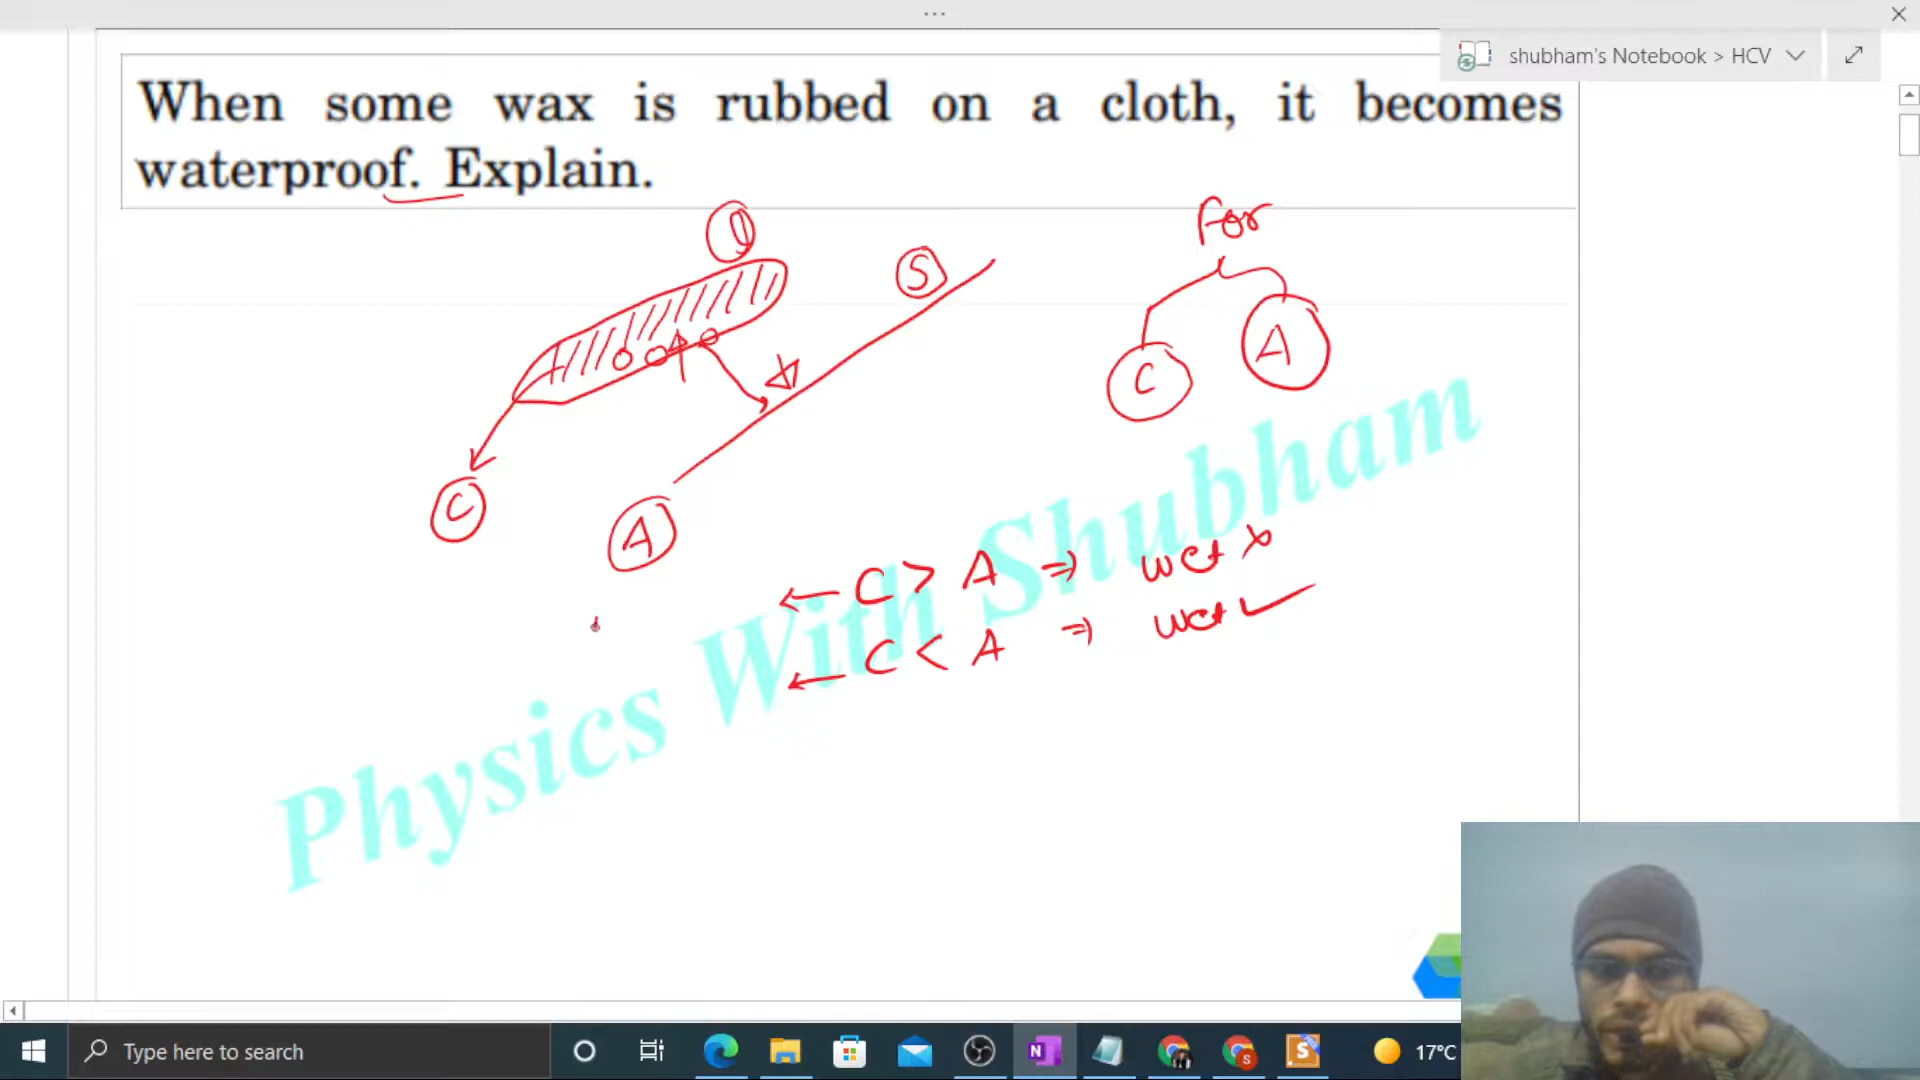 shubham's Notebook > HCV
When some wax is rubbed on a cloth, it becomes
waterproof. Explain.
For
S
C
A
C
A
C > A ⇒ wet ×
C < A ⇒ wet ✓
Physics With Shubham
Type here to search
17°C